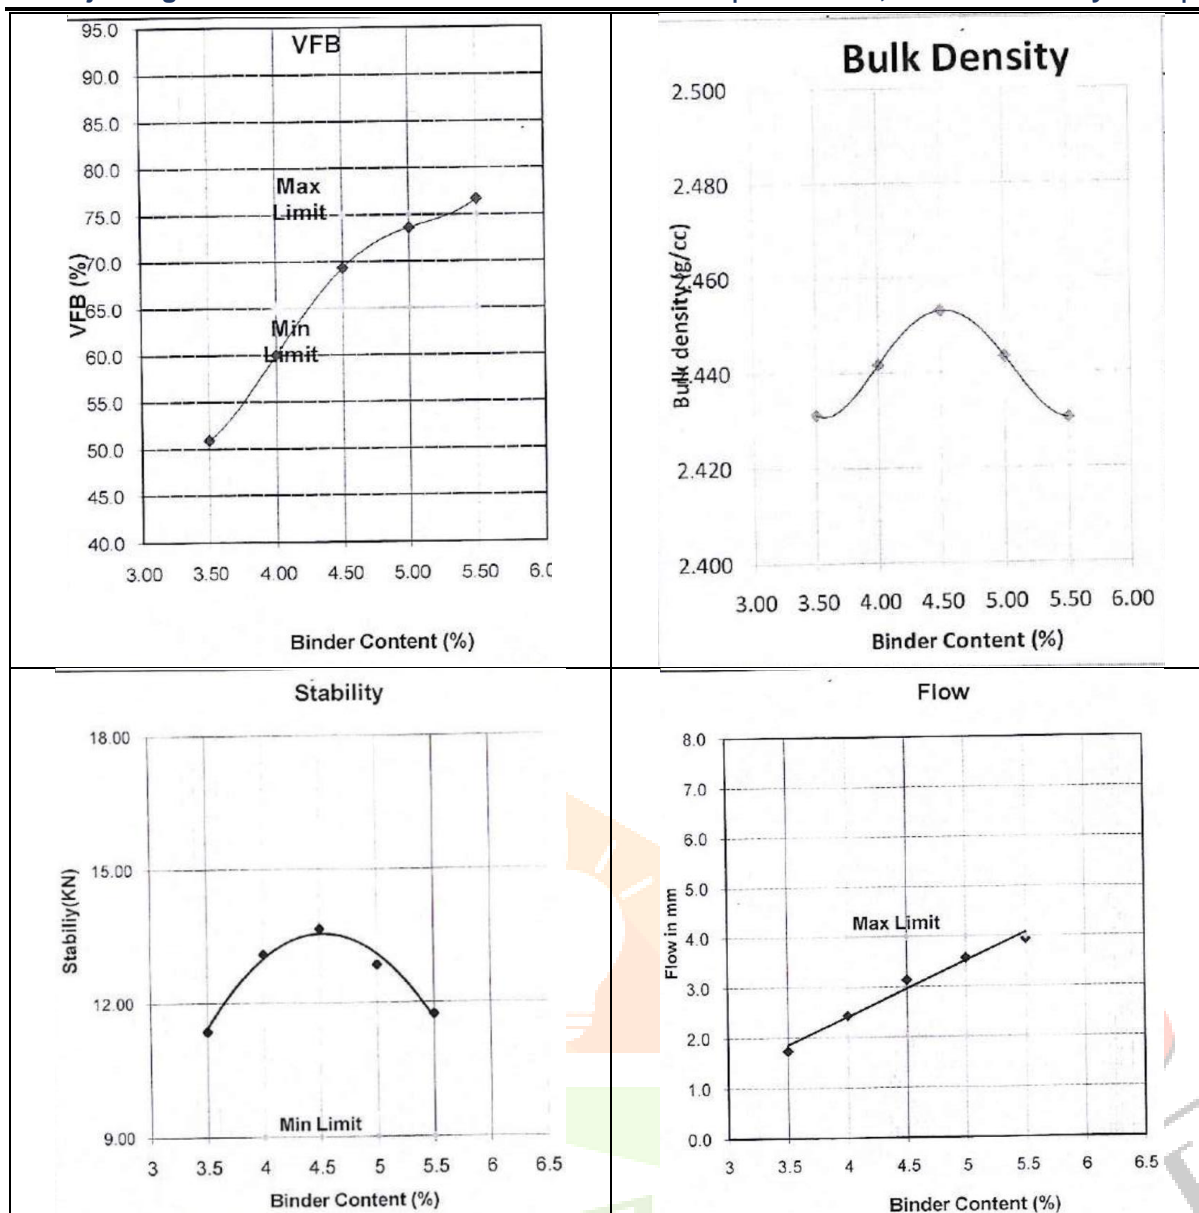 VFB
95.0
90.0
85.0
80.0
75.0
70.0
65.0
60.0
55.0
50.0
45.0
40.0
Max
Limit
Min
Limit
VFB (%)
3.00 3.50 4.00 4.50 5.00 5.50
Binder Content (%)
Bulk Density
2.500
2.480
.460
.440
2.420
2.400
Bulk density (g/cc)
3.00 3.50 4.00 4.50 5.00 5.50 6.00
Binder Content (%)
Stability
18.00
15.00
12.00
9.00
Stabiliy(KN)
Min Limit
3 3.5 4 4.5 5 5.5 6 6.5
Binder Content (%)
Flow
8.0
7.0
6.0
5.0
4.0
3.0
2.0
1.0
0.0
Flow in mm
Max Limit
3 3.5 4 4.5 5 5.5 6 6.5
Binder Content (%)